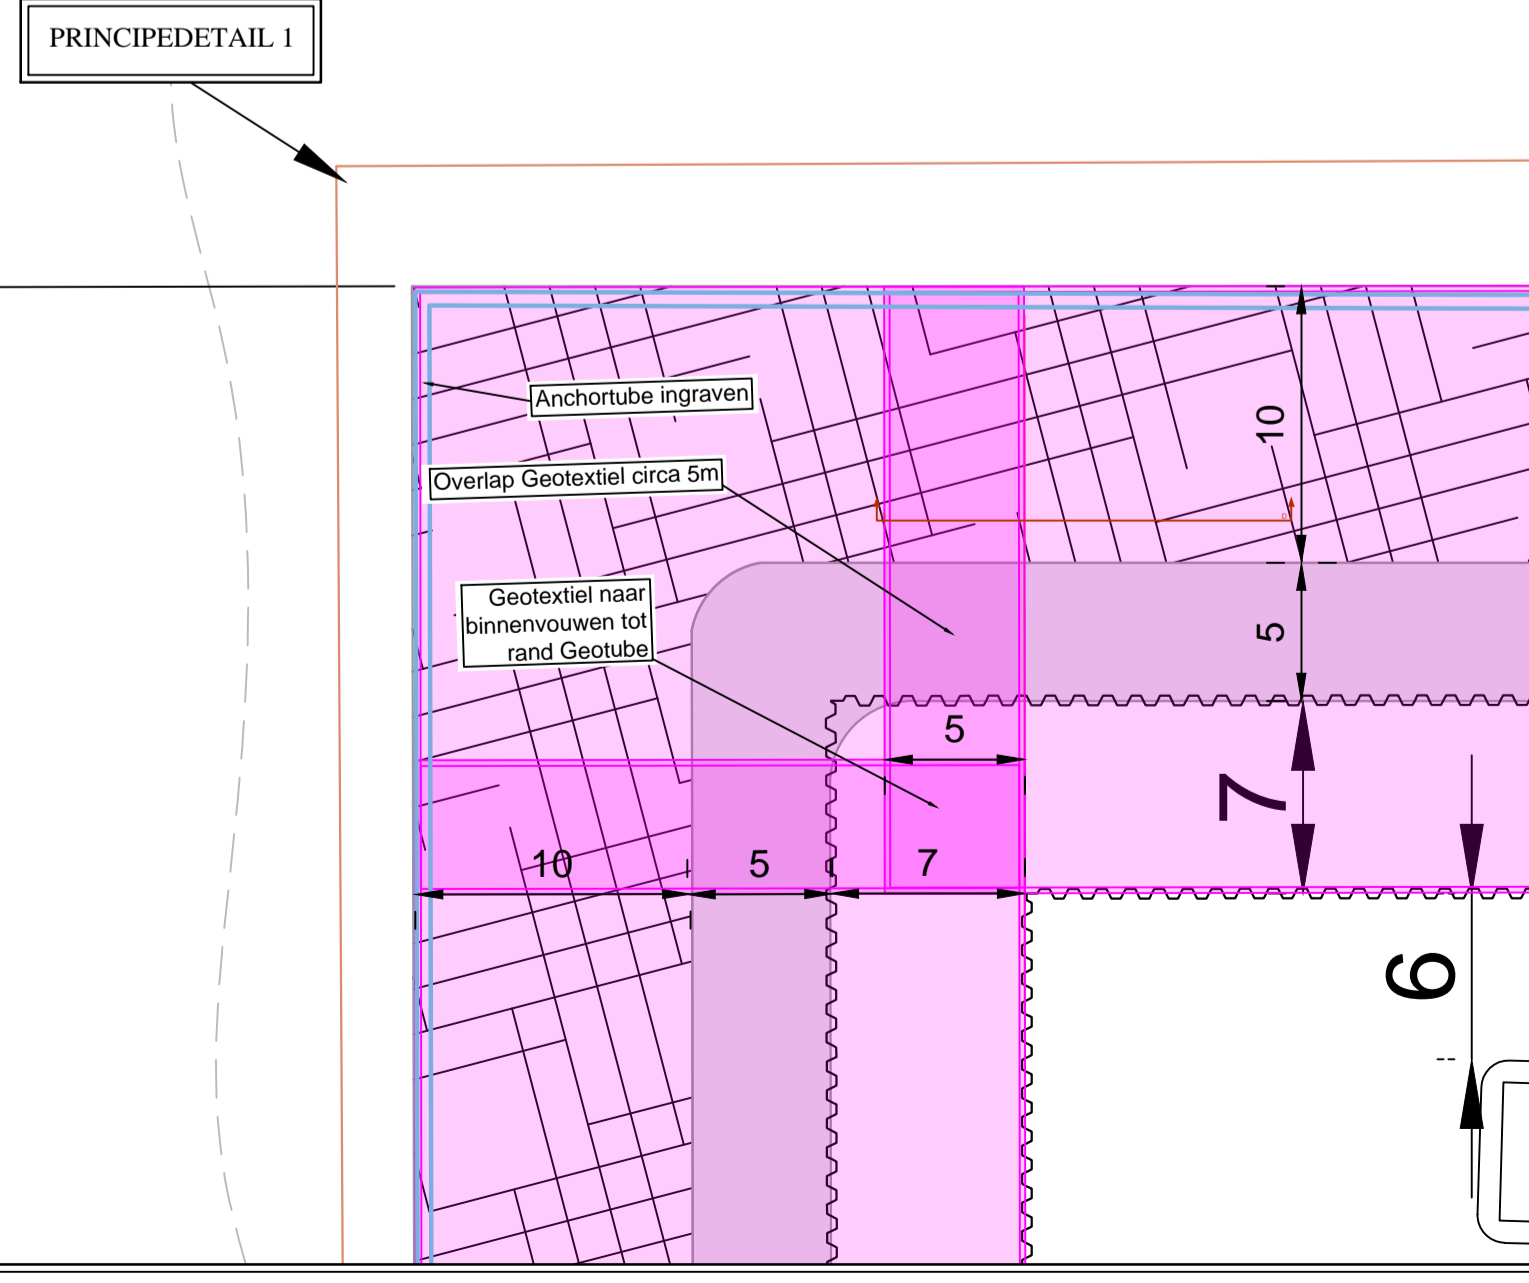 PRINCIPEDETAIL 1
Anchortube ingraven
Overlap Geotextiel circa 5m
Geotextiel naar
binnenvouwen tot
rand Geotube
10
5
5
7
10
5
7
6